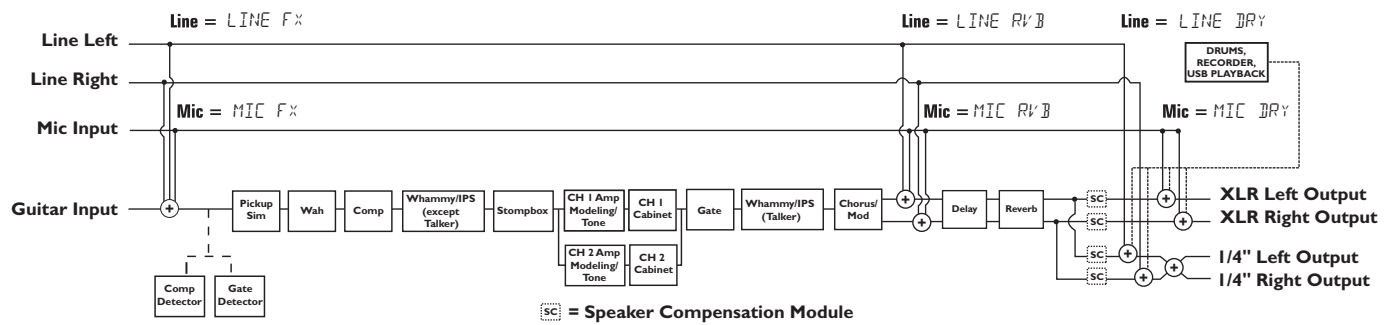 Line = LINE FX
Line = LINE RVB
Line = LINE DRY
Line Left
DRUMS,
RECORDER,
USB PLAYBACK
Line Right
Mic = MIC FX
Mic = MIC RVB
Mic = MIC DRY
Mic Input
Guitar Input
Pickup
Sim
Wah
Comp
Whammy/IPS
(except
Talker)
Stompbox
CH 1 Amp
Modeling/
Tone
CH 1
Cabinet
CH 2 Amp
Modeling/
Tone
CH 2
Cabinet
Gate
Whammy/IPS
(Talker)
Chorus/
Mod
Delay
Reverb
SC
SC
SC
SC
XLR Left Output
XLR Right Output
1/4" Left Output
1/4" Right Output
Comp
Detector
Gate
Detector
SC = Speaker Compensation Module